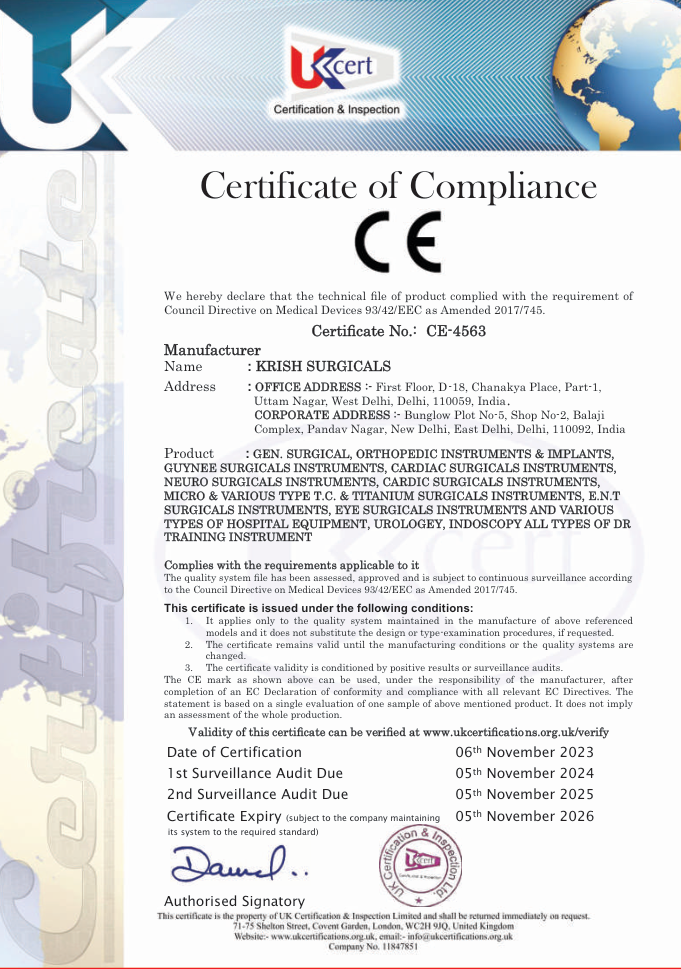 UK cert
Certification & Inspection
Certificate
Certificate of Compliance
CE
We hereby declare that the technical file of product complied with the requirement of
Council Directive on Medical Devices 93/42/EEC as Amended 2017/745.
Certificate No.: CE-4563
Manufacturer
Name : KRISH SURGICALS
Address : OFFICE ADDRESS :- First Floor, D-18, Chanakya Place, Part-1,
Uttam Nagar, West Delhi, Delhi, 110059, India.
CORPORATE ADDRESS :- Bunglow Plot No-5, Shop No-2, Balaji
Complex, Pandav Nagar, New Delhi, East Delhi, Delhi, 110092, India
Product : GEN. SURGICAL, ORTHOPEDIC INSTRUMENTS & IMPLANTS,
GUYNEE SURGICALS INSTRUMENTS, CARDIAC SURGICALS INSTRUMENTS,
NEURO SURGICALS INSTRUMENTS, CARDIC SURGICALS INSTRUMENTS,
MICRO & VARIOUS TYPE T.C. & TITANIUM SURGICALS INSTRUMENTS, E.N.T
SURGICALS INSTRUMENTS, EYE SURGICALS INSTRUMENTS AND VARIOUS
TYPES OF HOSPITAL EQUIPMENT, UROLOGEY, INDOSCOPY ALL TYPES OF DR
TRAINING INSTRUMENT
Complies with the requirements applicable to it
The quality system file has been assessed, approved and is subject to continuous surveillance according
to the Council Directive on Medical Devices 93/42/EEC as Amended 2017/745.
This certificate is issued under the following conditions:
1. It applies only to the quality system maintained in the manufacture of above referenced
models and it does not substitute the design or type-examination procedures, if requested.
2. The certificate remains valid until the manufacturing conditions or the quality systems are
changed.
3. The certificate validity is conditioned by positive results or surveillance audits.
The CE mark as shown above can be used, under the responsibility of the manufacturer, after
completion of an EC Declaration of conformity and compliance with all relevant EC Directives. The
statement is based on a single evaluation of one sample of above mentioned product. It does not imply
an assessment of the whole production.
Validity of this certificate can be verified at www.ukcertifications.org.uk/verify
Date of Certification 06th November 2023
1st Surveillance Audit Due 05th November 2024
2nd Surveillance Audit Due 05th November 2025
Certificate Expiry (subject to the company maintaining 05th November 2026
its system to the required standard)
UK Certification & Inspection Ltd.
UK cert
Certification & Inspection
Authorised Signatory
This certificate is the property of UK Certification & Inspection Limited and shall be returned immediately on request.
71-75 Shelton Street, Covent Garden, London, WC2H 9JQ, United Kingdom
Website:- www.ukcertifications.org.uk, email:- info@ukcertifications.org.uk
Company No. 11847851